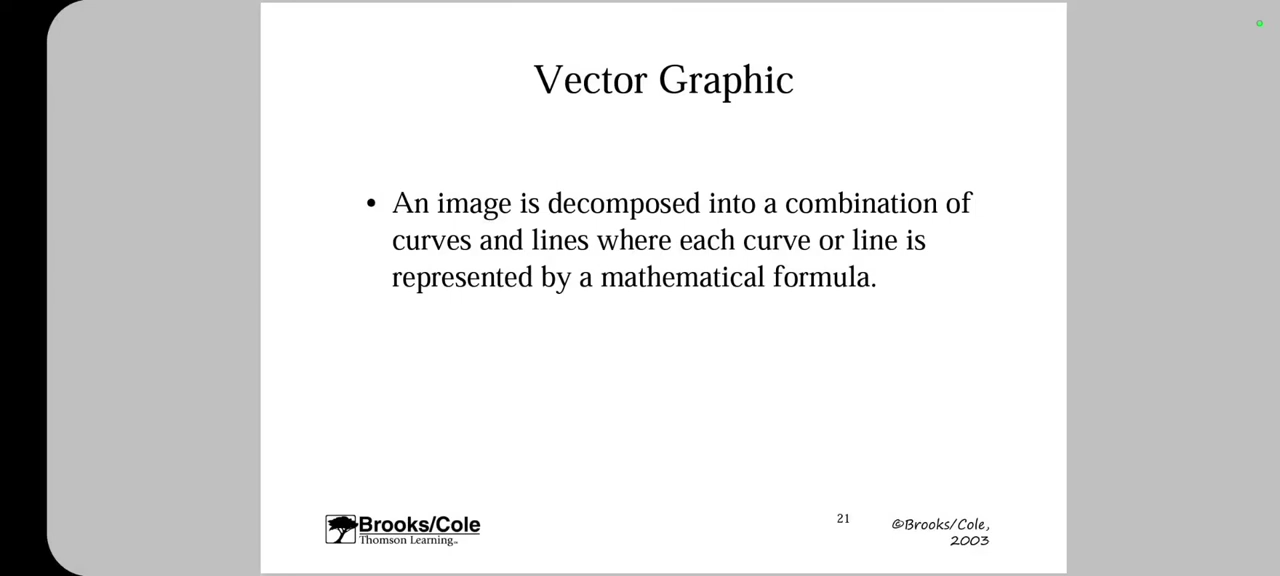 Vector Graphic
• An image is decomposed into a combination of
curves and lines where each curve or line is
represented by a mathematical formula.
Brooks/Cole
Thomson Learning™
21
©Brooks/Cole,
2003